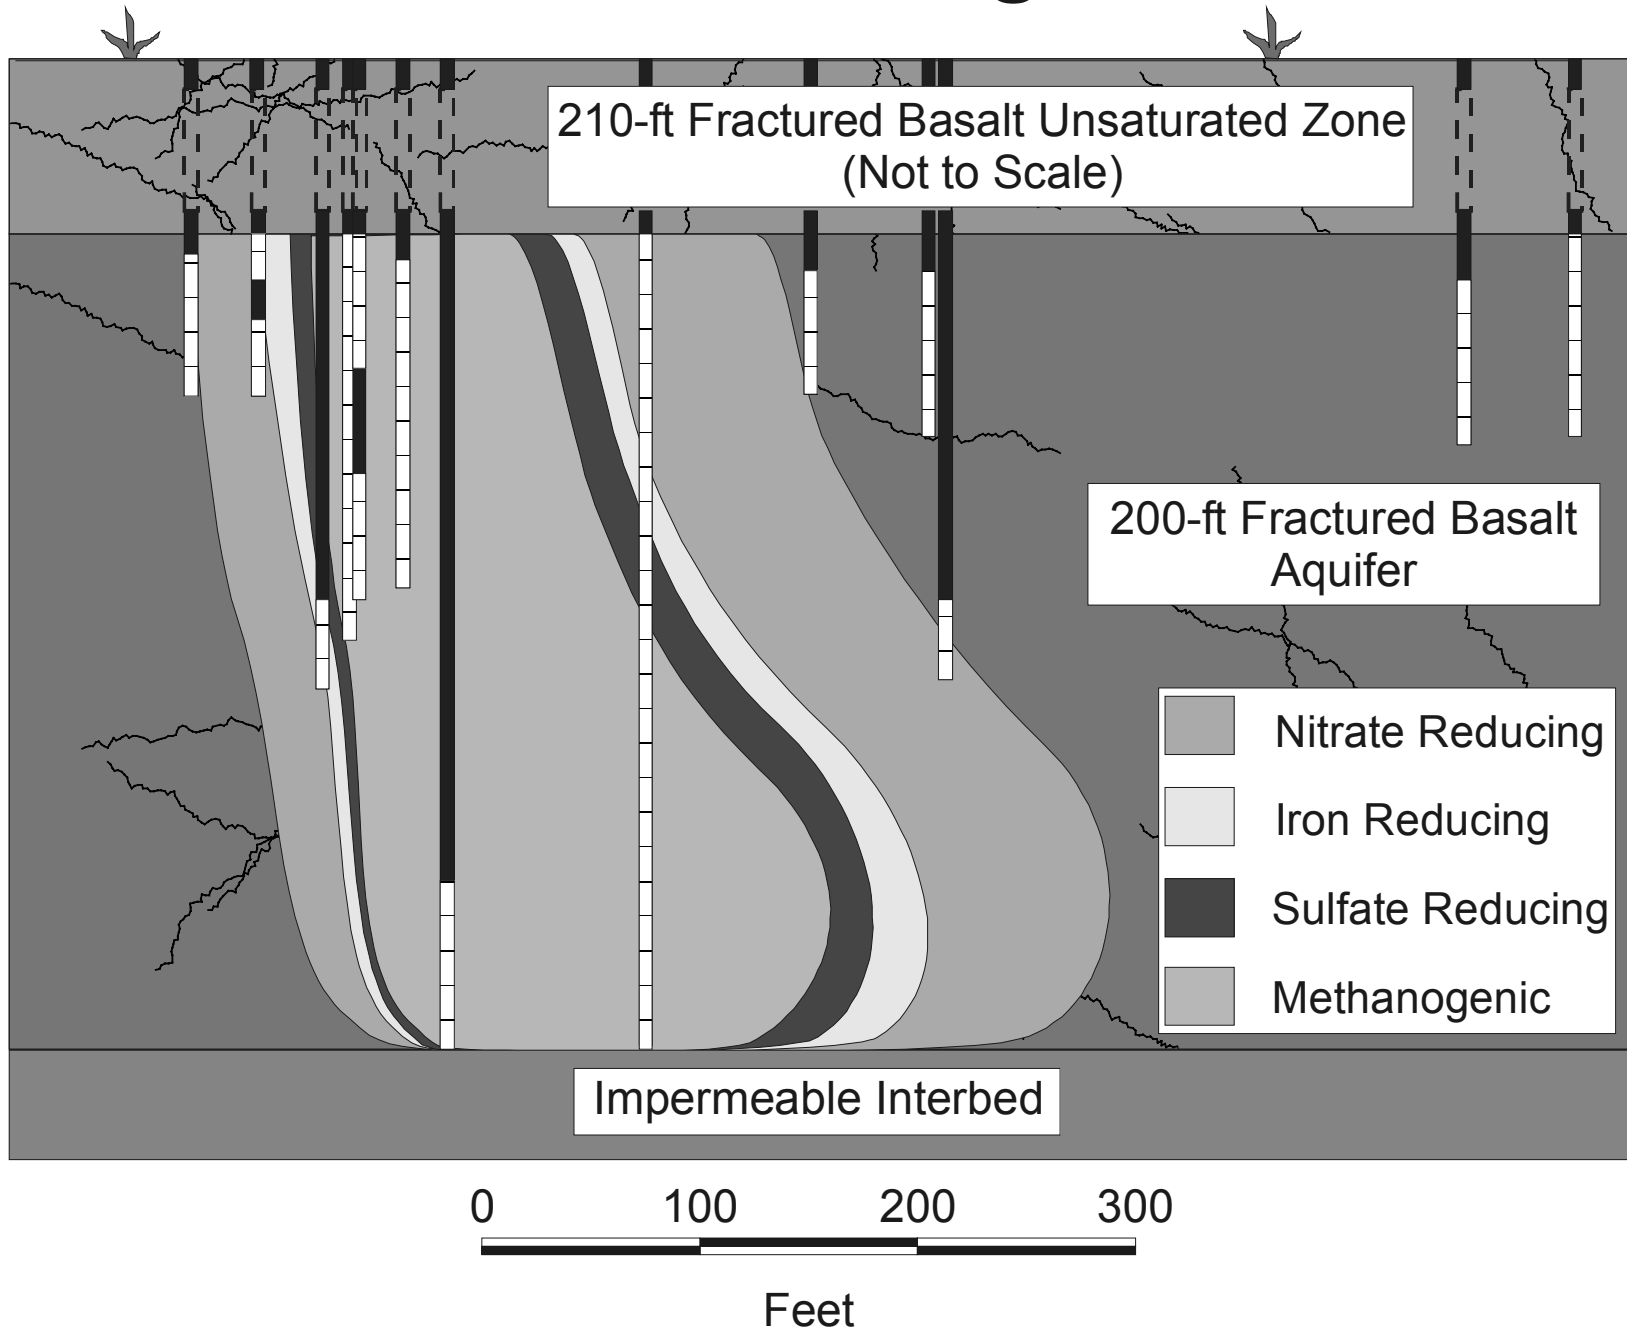 210-ft Fractured Basalt Unsaturated Zone
(Not to Scale)
200-ft Fractured Basalt
Aquifer
Nitrate Reducing
Iron Reducing
Sulfate Reducing
Methanogenic
Impermeable Interbed
0 100 200 300
Feet